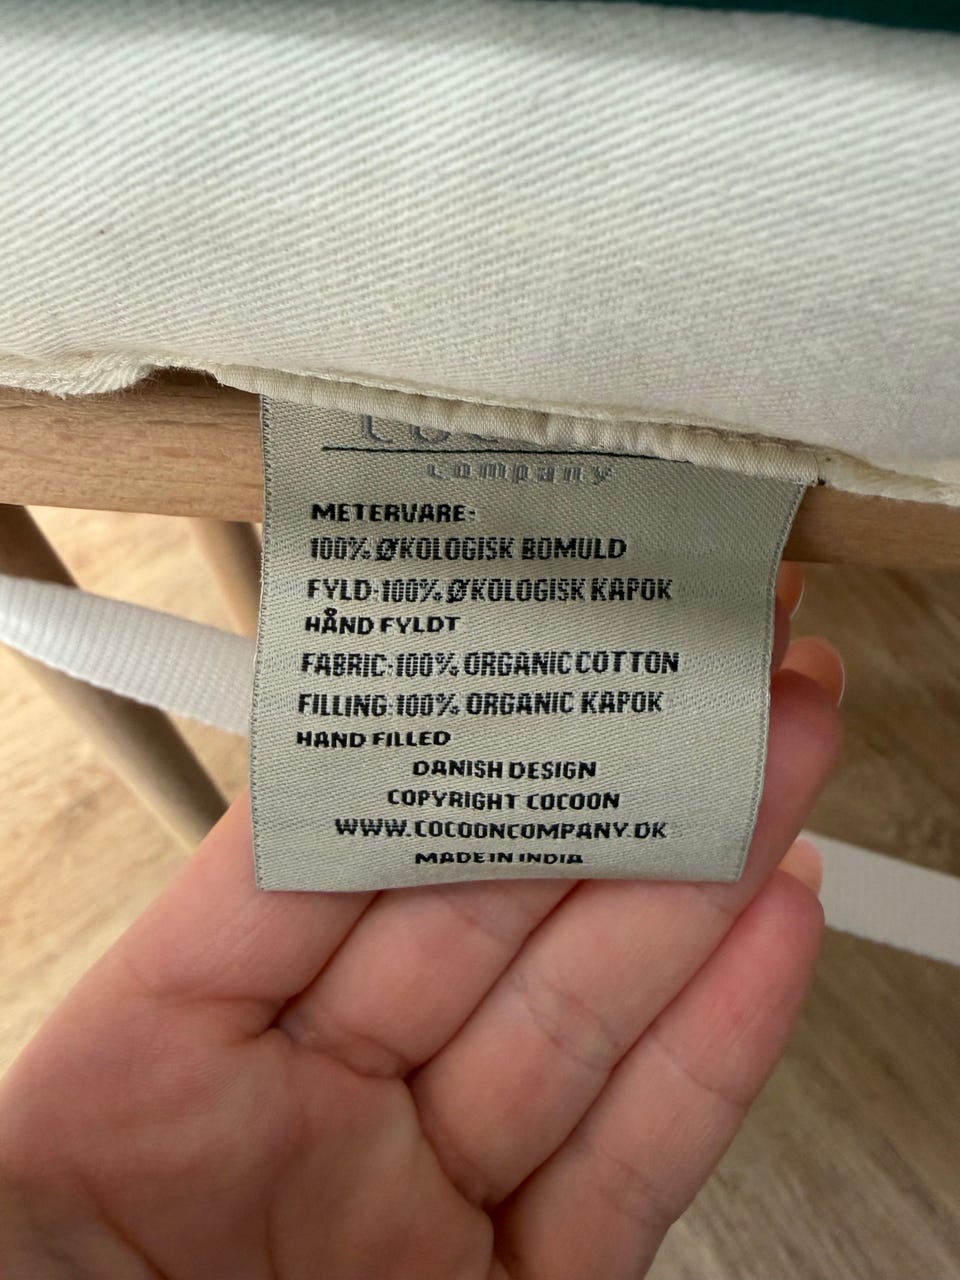 Company
METERVARE:
100% ØKOLOGISK BOMULD
FYLD:100% ØKOLOGISK KAPOK
HÅND FYLDT
FABRIC:100% ORGANIC COTTON
FILLING:100% ORGANIC KAPOK
HAND FILLED
DANISH DESIGN
COPYRIGHT COCOON
WWW.COCOONCOMPANY.DK
MADE IN INDIA